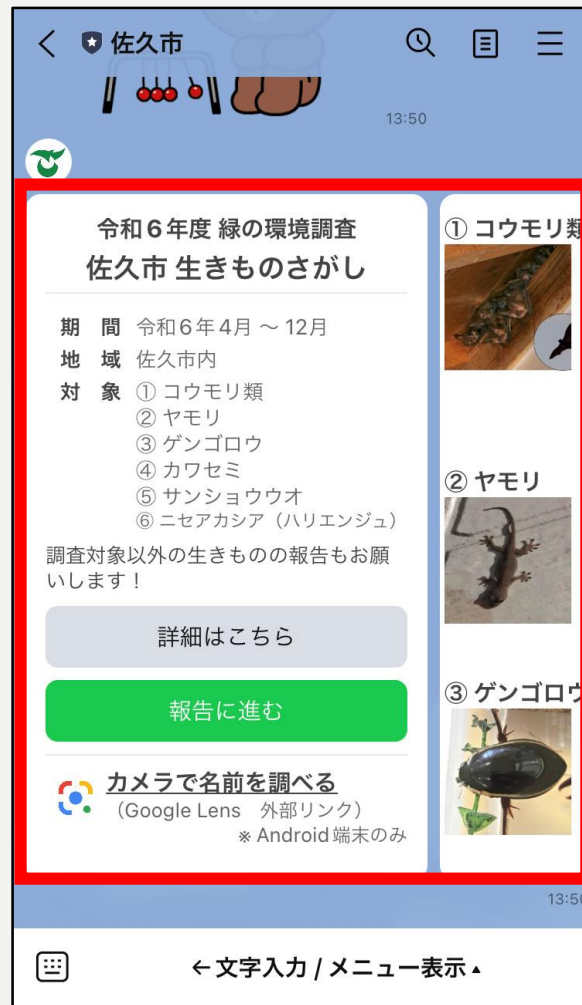 佐久市
13:50
令和6年度 緑の環境調査
佐久市 生きものさがし
期 間 令和6年4月 ~ 12月
地 域 佐久市内
対 象 ① コウモリ類
② ヤモリ
③ ゲンゴロウ
④ カワセミ
⑤ サンショウウオ
⑥ ニセアカシア(ハリエンジュ)
調査対象以外の生きものの報告もお願
いします!
詳細はこちら
報告に進む
カメラで名前を調べる
(Google Lens 外部リンク)
※ Android端末のみ
① コウモリ類
② ヤモリ
③ ゲンゴロウ
13:50
←文字入力 / メニュー表示▲